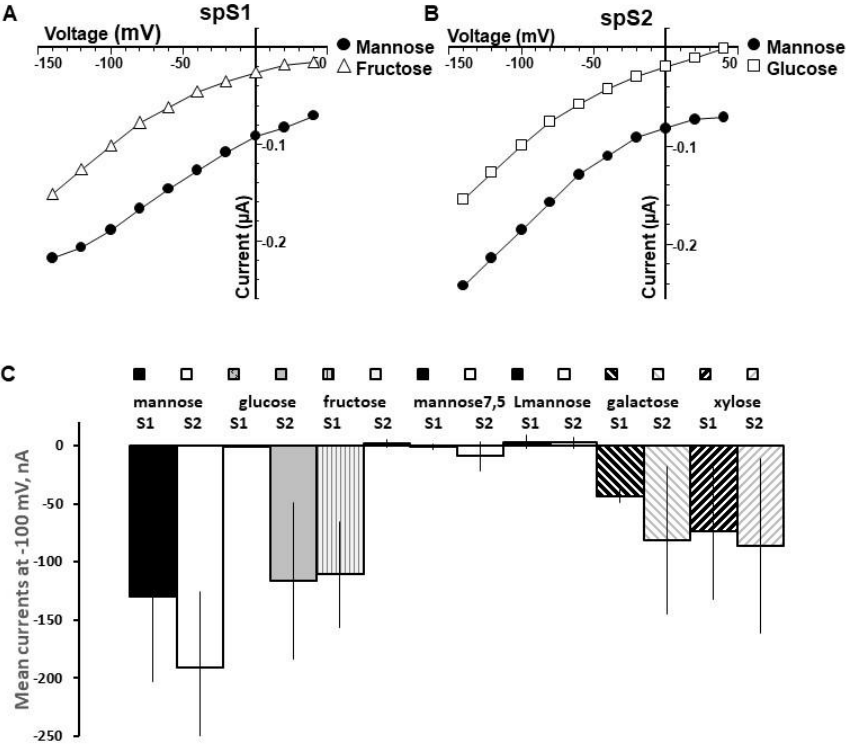 A
spS1
Voltage (mV)
-150
-100
-50
50
Mannose
Fructose
-0.1
-0.2
Current (µA)
B
spS2
Voltage (mV)
-150
-100
-50
50
Mannose
Glucose
-0.1
-0.2
Current (µA)
C
mannose glucose fructose mannose7,5 Lmannose galactose xylose
S1 S2 S1 S2 S1 S2 S1 S2 S1 S2 S1 S2 S1 S2
0
-50
-100
-150
-200
-250
Mean currents at -100 mV, nA